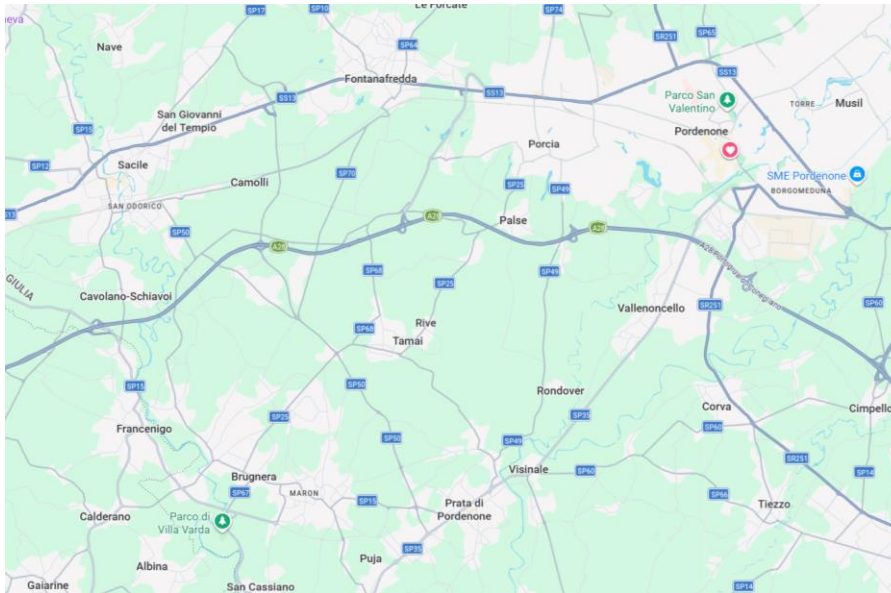 Le Forcate
SP17
SP10
SP74
eva
Nave
SP64
SR251
SP65
Fontanafredda
SS13
SS13
SS13
Parco San
Valentino
TORRE
Musil
San Giovanni
del Tempio
SP15
Porcia
Pordenone
SP12
Sacile
SP70
SME Pordenone
Camolli
SP25
SP49
BORGOMEDUNA
SAN ODORICO
S13
A28
Palse
A28
SP50
A28
GIULIA
SP68
SP49
Cavolano-Schiavoi
SP25
SR251
SP60
Vallenoncello
Rive
SP68
Tamai
SP15
SP50
Rondover
Corva
Cimpello
SP25
SP35
Francenigo
SP50
SP49
SP60
SR251
Brugnera
Visinale
SP60
SP14
SP67
MARON
SP15
SP66
Calderano
Parco di
Villa Varda
Prata di
Pordenone
Tiezzo
SP35
Albina
Puja
Gaiarine
San Cassiano
SP14